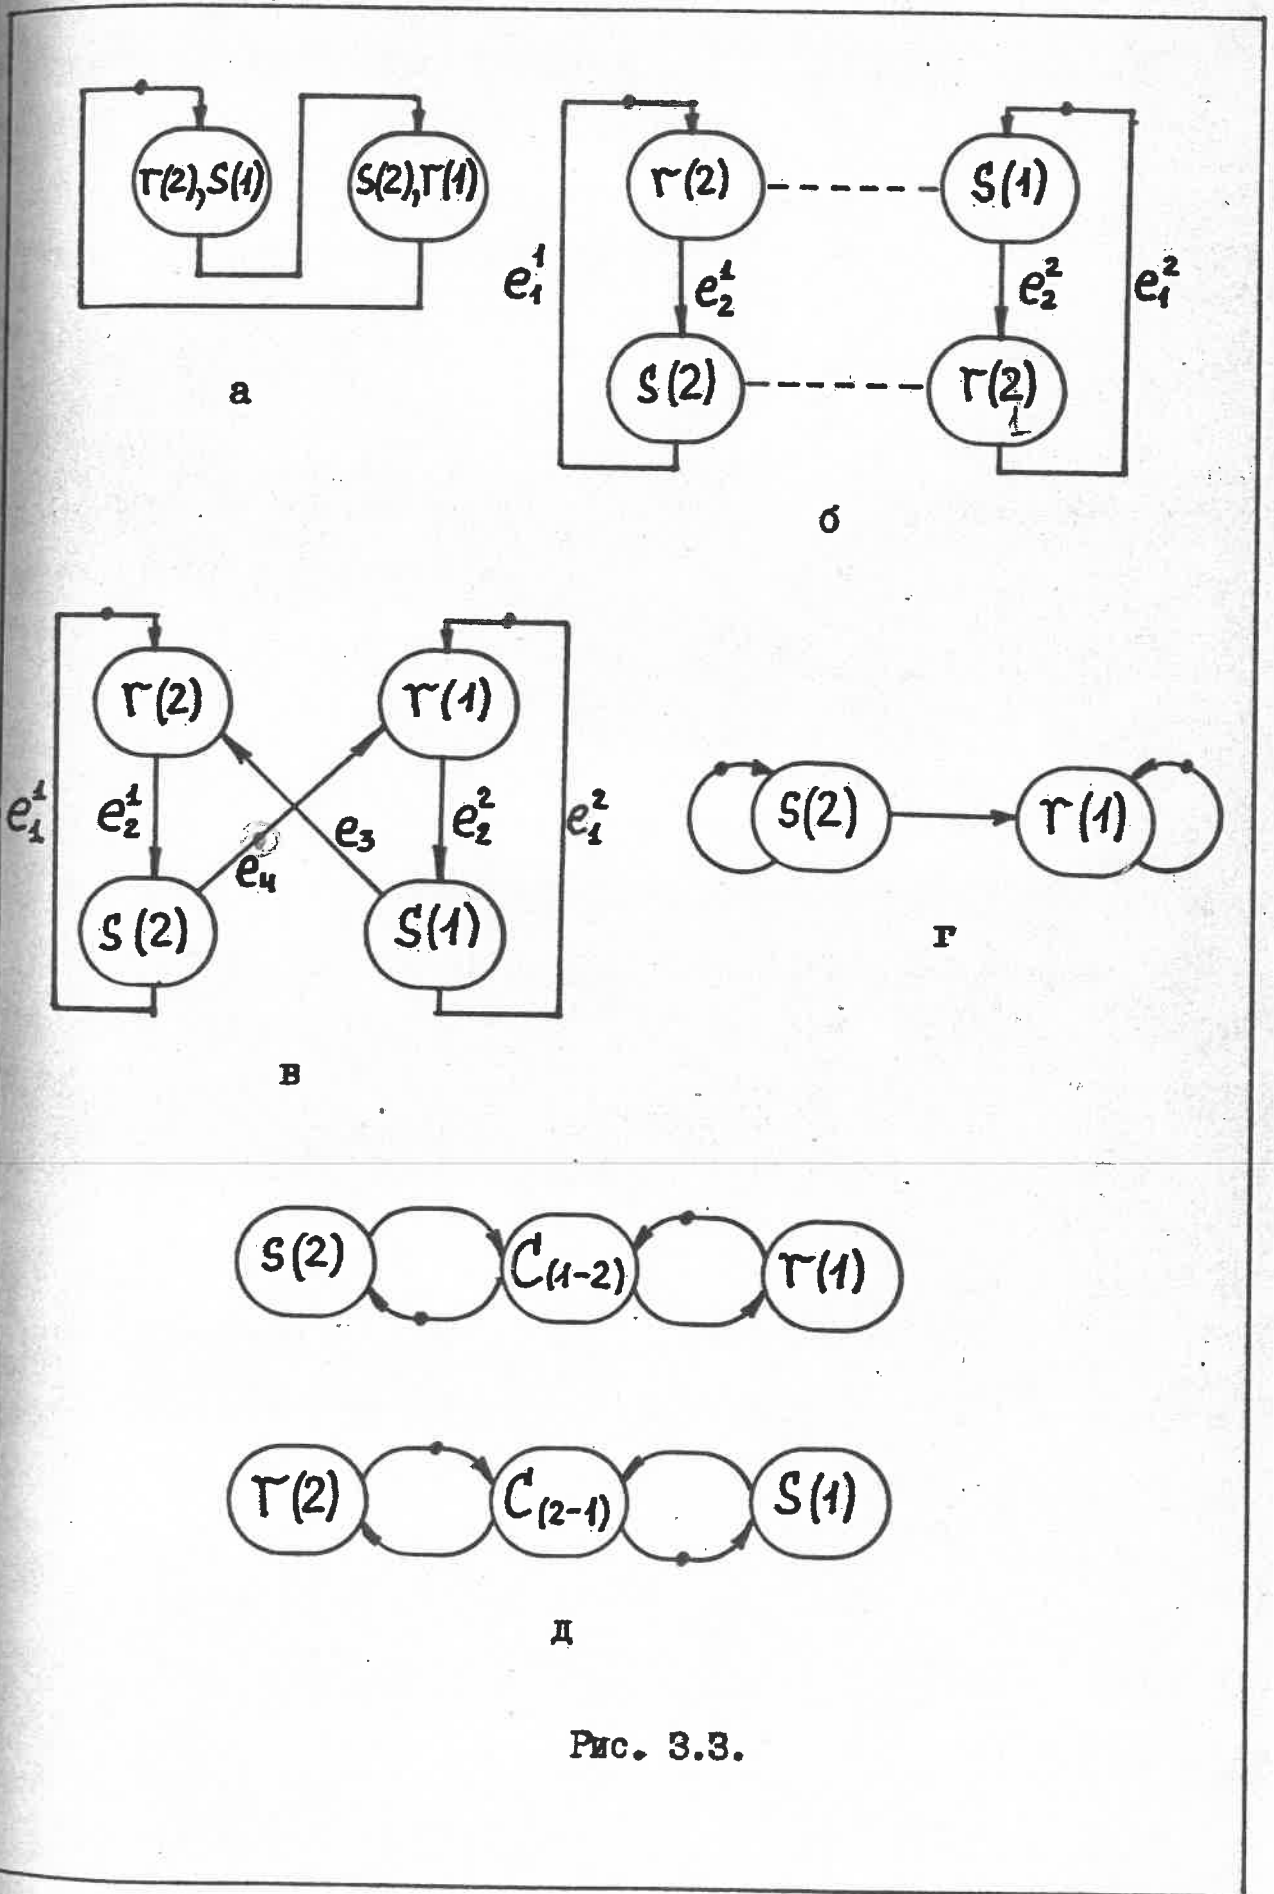 r(2),S(1)
S(2),r(1)
а
r(2)
S(1)
e₁¹
e₂¹
e₂²
e₁²
S(2)
r(2)
1
б
r(2)
r(1)
e₁¹
e₂¹
e₄
e₃
e₂²
e₁²
S(2)
S(1)
в
S(2)
r(1)
г
S(2)
C(1-2)
r(1)
r(2)
C(2-1)
S(1)
д
Рис. 3.3.